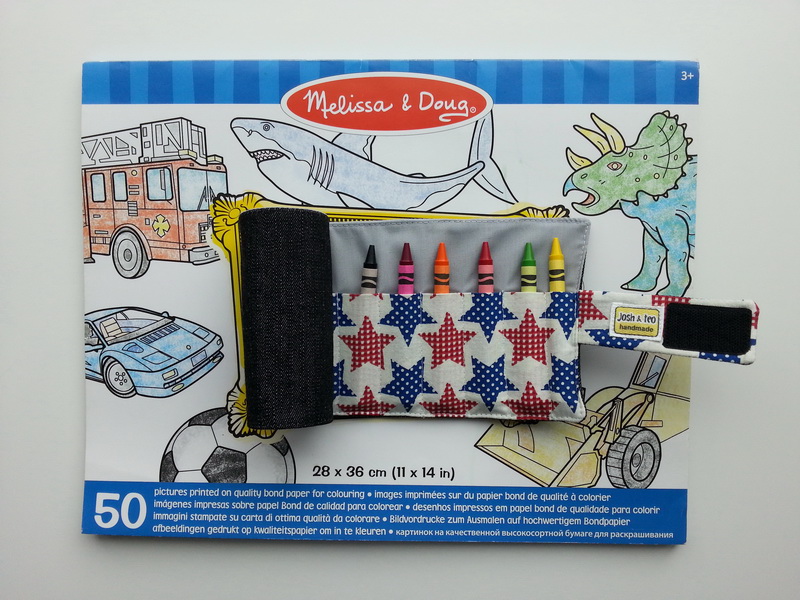 3+
Melissa & Doug®
Josh & Leo
handmade
28 x 36 cm (11 x 14 in)
50
pictures printed on quality bond paper for colouring • images imprimées sur du papier bond de qualité à colorier
imágenes impresas sobre papel Bond de calidad para colorear • desenhos impressos em papel bond de qualidade para colorir
immagini stampate su carta di ottima qualità da colorare • Bildvordrucke zum Ausmalen auf hochwertigem Bondpapier
afbeeldingen gedrukt op kwaliteitspapier om in te kleuren • картинок на качественной высокосортной бумаге для раскрашивания